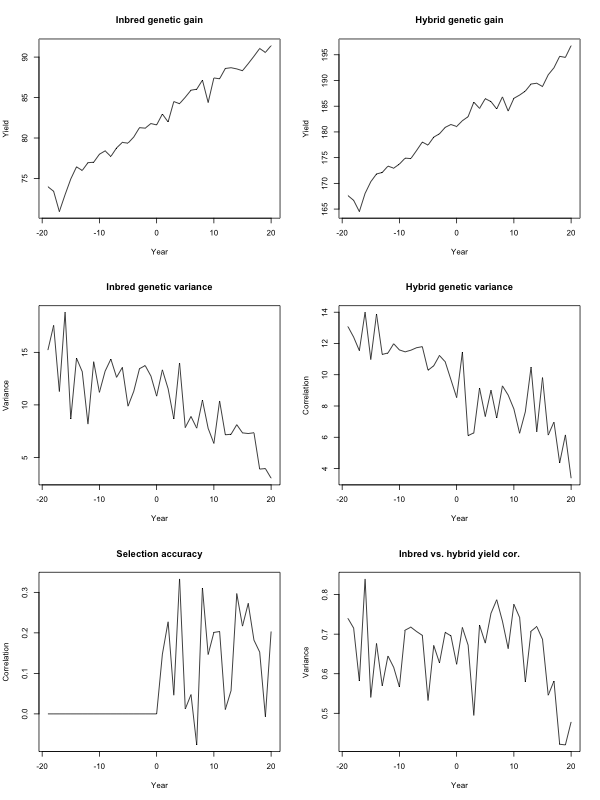 Inbred genetic gain
Yield
90
85
80
75
-20 -10 0 10 20
Year
Hybrid genetic gain
Yield
195
190
185
180
175
170
165
-20 -10 0 10 20
Year
Inbred genetic variance
Variance
15
10
5
-20 -10 0 10 20
Year
Hybrid genetic variance
Correlation
14
12
10
8
6
4
-20 -10 0 10 20
Year
Selection accuracy
Correlation
0.3
0.2
0.1
0.0
-20 -10 0 10 20
Year
Inbred vs. hybrid yield cor.
Variance
0.8
0.7
0.6
0.5
-20 -10 0 10 20
Year